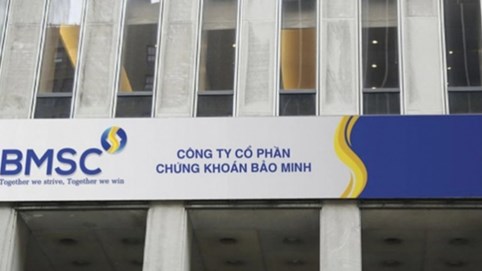 BMSC
Together we strive, Together we win
CÔNG TY CỔ PHẦN
CHỨNG KHOÁN BẢO MINH